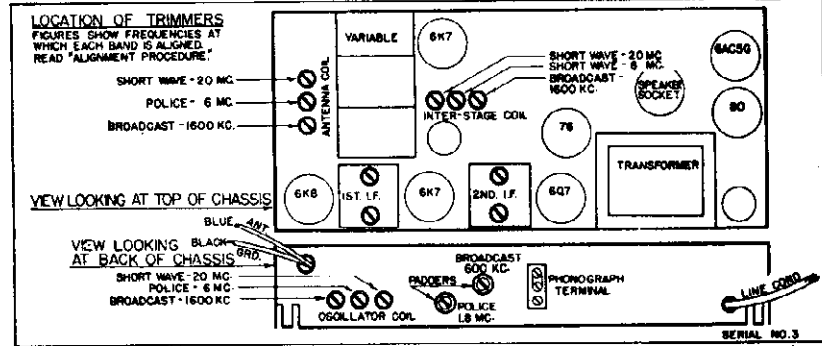 LOCATION OF TRIMMERS
FIGURES SHOW FREQUENCIES AT
WHICH EACH BAND IS ALIGNED.
READ "ALIGNMENT PROCEDURE."
SHORT WAVE - 20 MC.
POLICE - 6 MC.
BROADCAST - 1600 KC.
ANTENNA COIL
VARIABLE
6K7
SHORT WAVE - 20 MC
SHORT WAVE - 6 MC.
BROADCAST -
1600 KC.
INTER-STAGE COIL
6AC5G
SPEAKER
SOCKET
80
76
TRANSFORMER
6K8
1ST. I.F.
6K7
2ND. I.F.
6Q7
VIEW LOOKING AT TOP OF CHASSIS
BLUE ANT.
BLACK GRD.
VIEW LOOKING
AT BACK OF CHASSIS
SHORT WAVE - 20 MC.
POLICE - 6 MC.
BROADCAST - 1600 KC
OSCILLATOR COIL
PADDERS
BROADCAST
600 KC.
POLICE
1.8 MC.
PHONOGRAPH
TERMINAL
LINE CORD
SERIAL NO.3